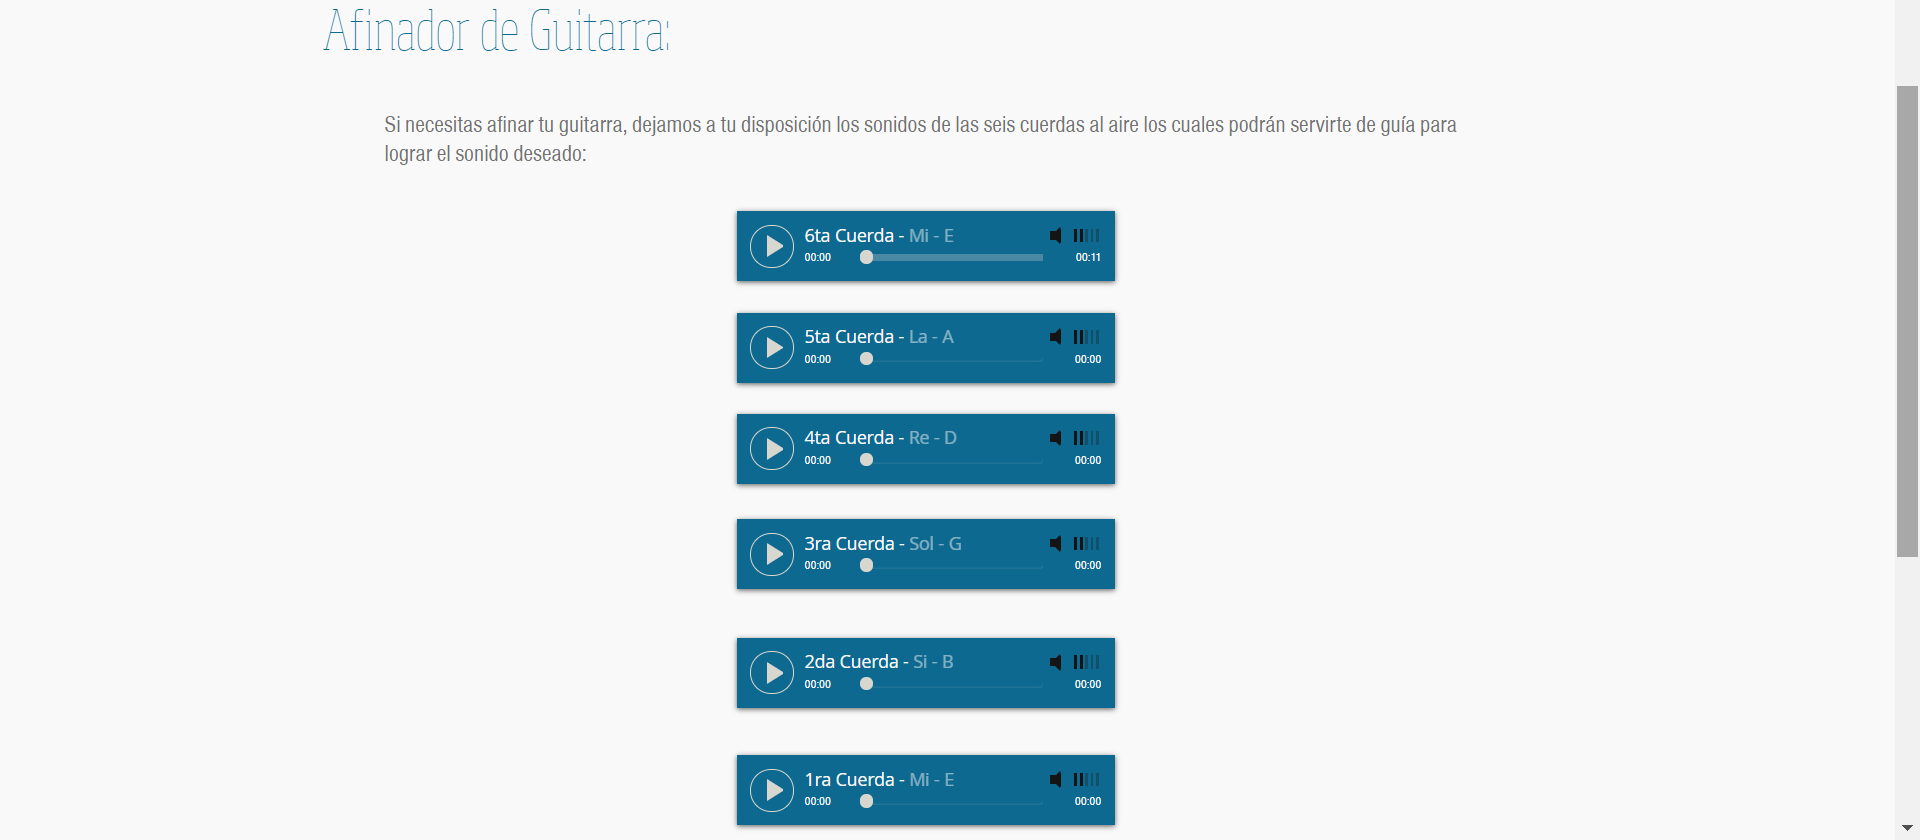 Afinador de Guitarra:
Si necesitas afinar tu guitarra, dejamos a tu disposición los sonidos de las seis cuerdas al aire los cuales podrán servirte de guía para
lograr el sonido deseado:
6ta Cuerda - Mi - E
00:00 00:11
5ta Cuerda - La - A
00:00 00:00
4ta Cuerda - Re - D
00:00 00:00
3ra Cuerda - Sol - G
00:00 00:00
2da Cuerda - Si - B
00:00 00:00
1ra Cuerda - Mi - E
00:00 00:00